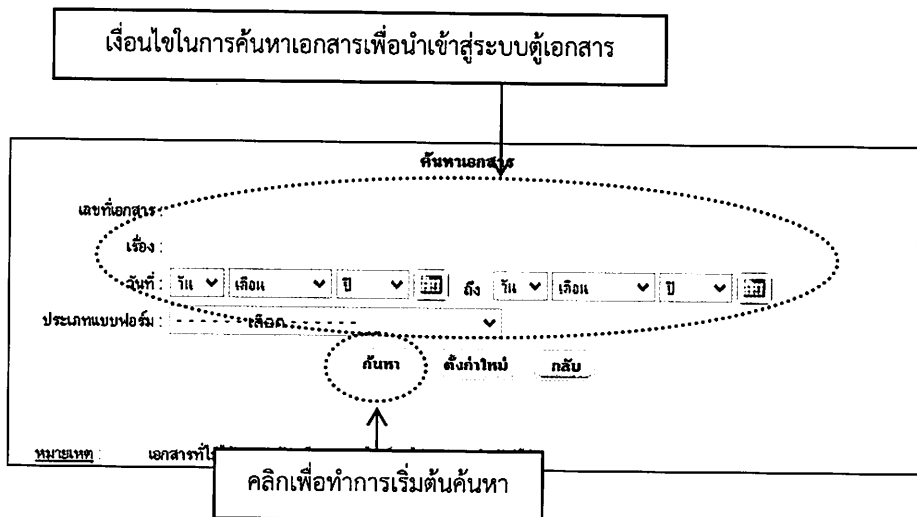 เงื่อนไขในการค้นหาเอกสารเพื่อนำเข้าสู่ระบบตู้เอกสาร
ค้นหาเอกสาร
เลขที่เอกสาร :
เรื่อง :
วันที่ : วัน เดือน ปี ถึง วัน เดือน ปี
ประเภทแบบฟอร์ม : - - - - - - - เลือก - - - - - - -
ค้นหา ตั้งค่าใหม่ กลับ
หมายเหตุ : เอกสารที่
คลิกเพื่อทำการเริ่มต้นค้นหา